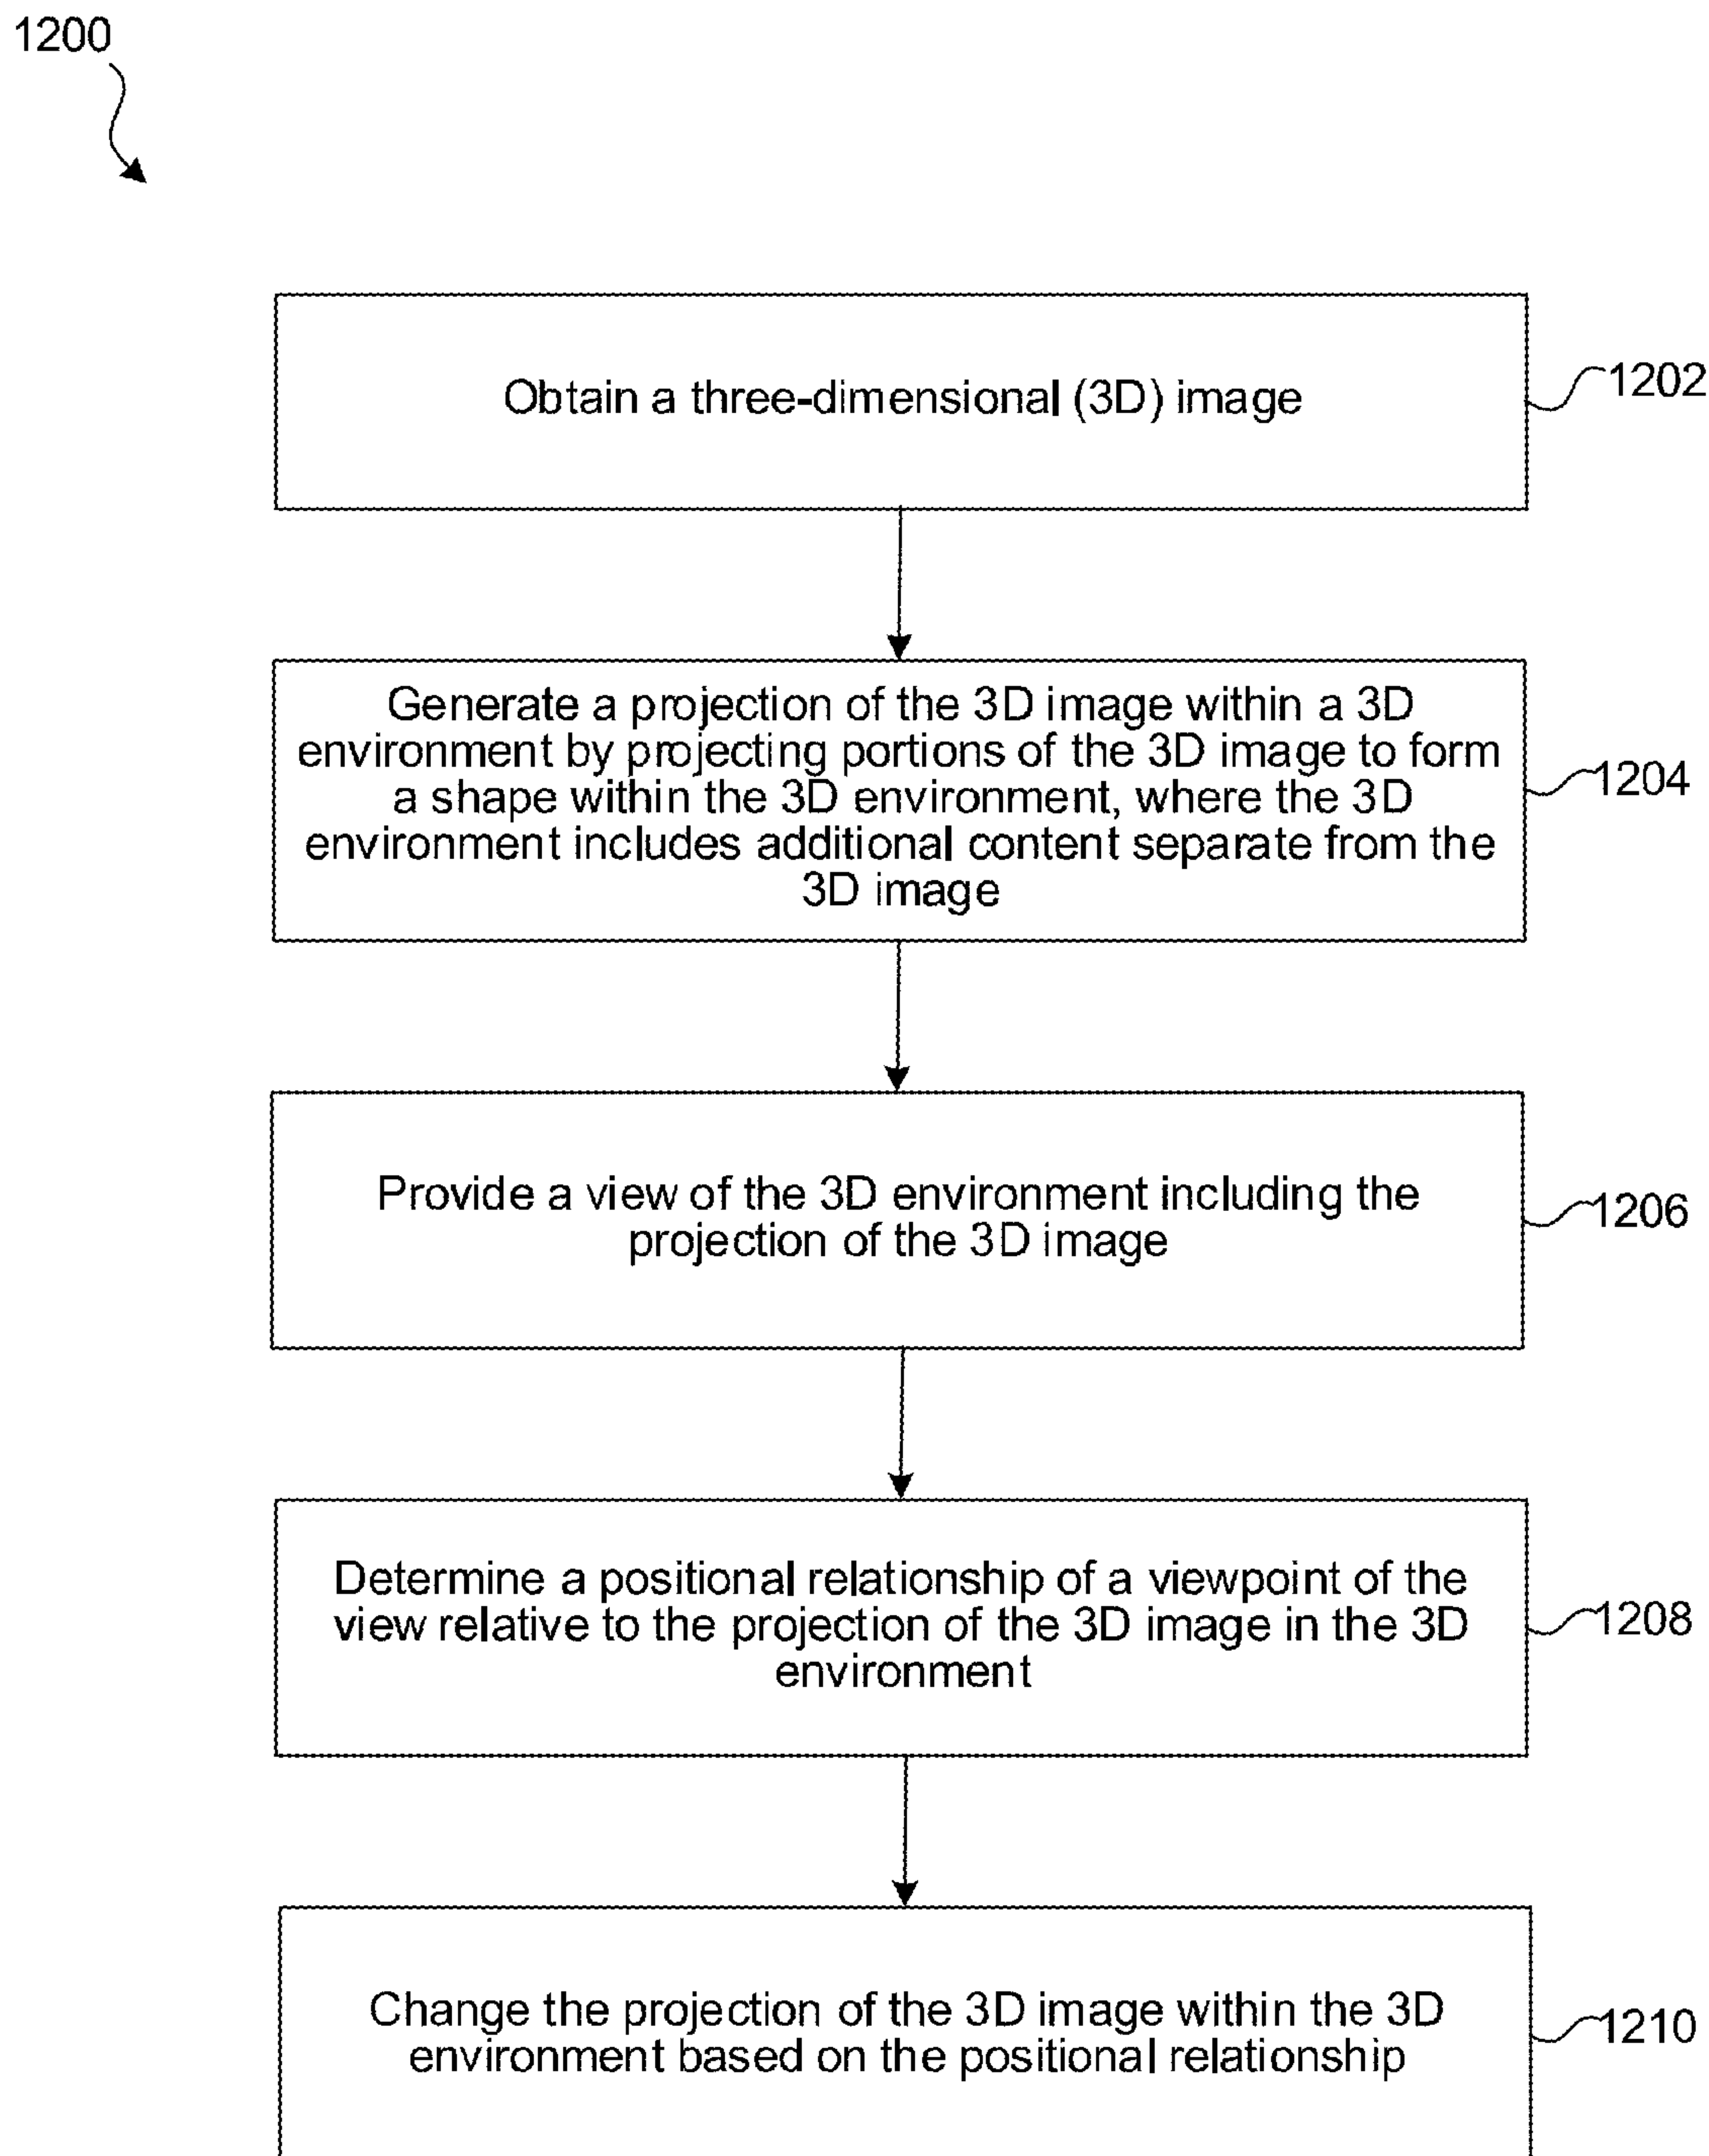 1200
Obtain a three-dimensional (3D) image
1202
Generate a projection of the 3D image within a 3D
environment by projecting portions of the 3D image to form
a shape within the 3D environment, where the 3D
environment includes additional content separate from the
3D image
1204
Provide a view of the 3D environment including the
projection of the 3D image
1206
Determine a positional relationship of a viewpoint of the
view relative to the projection of the 3D image in the 3D
environment
1208
Change the projection of the 3D image within the 3D
environment based on the positional relationship
1210